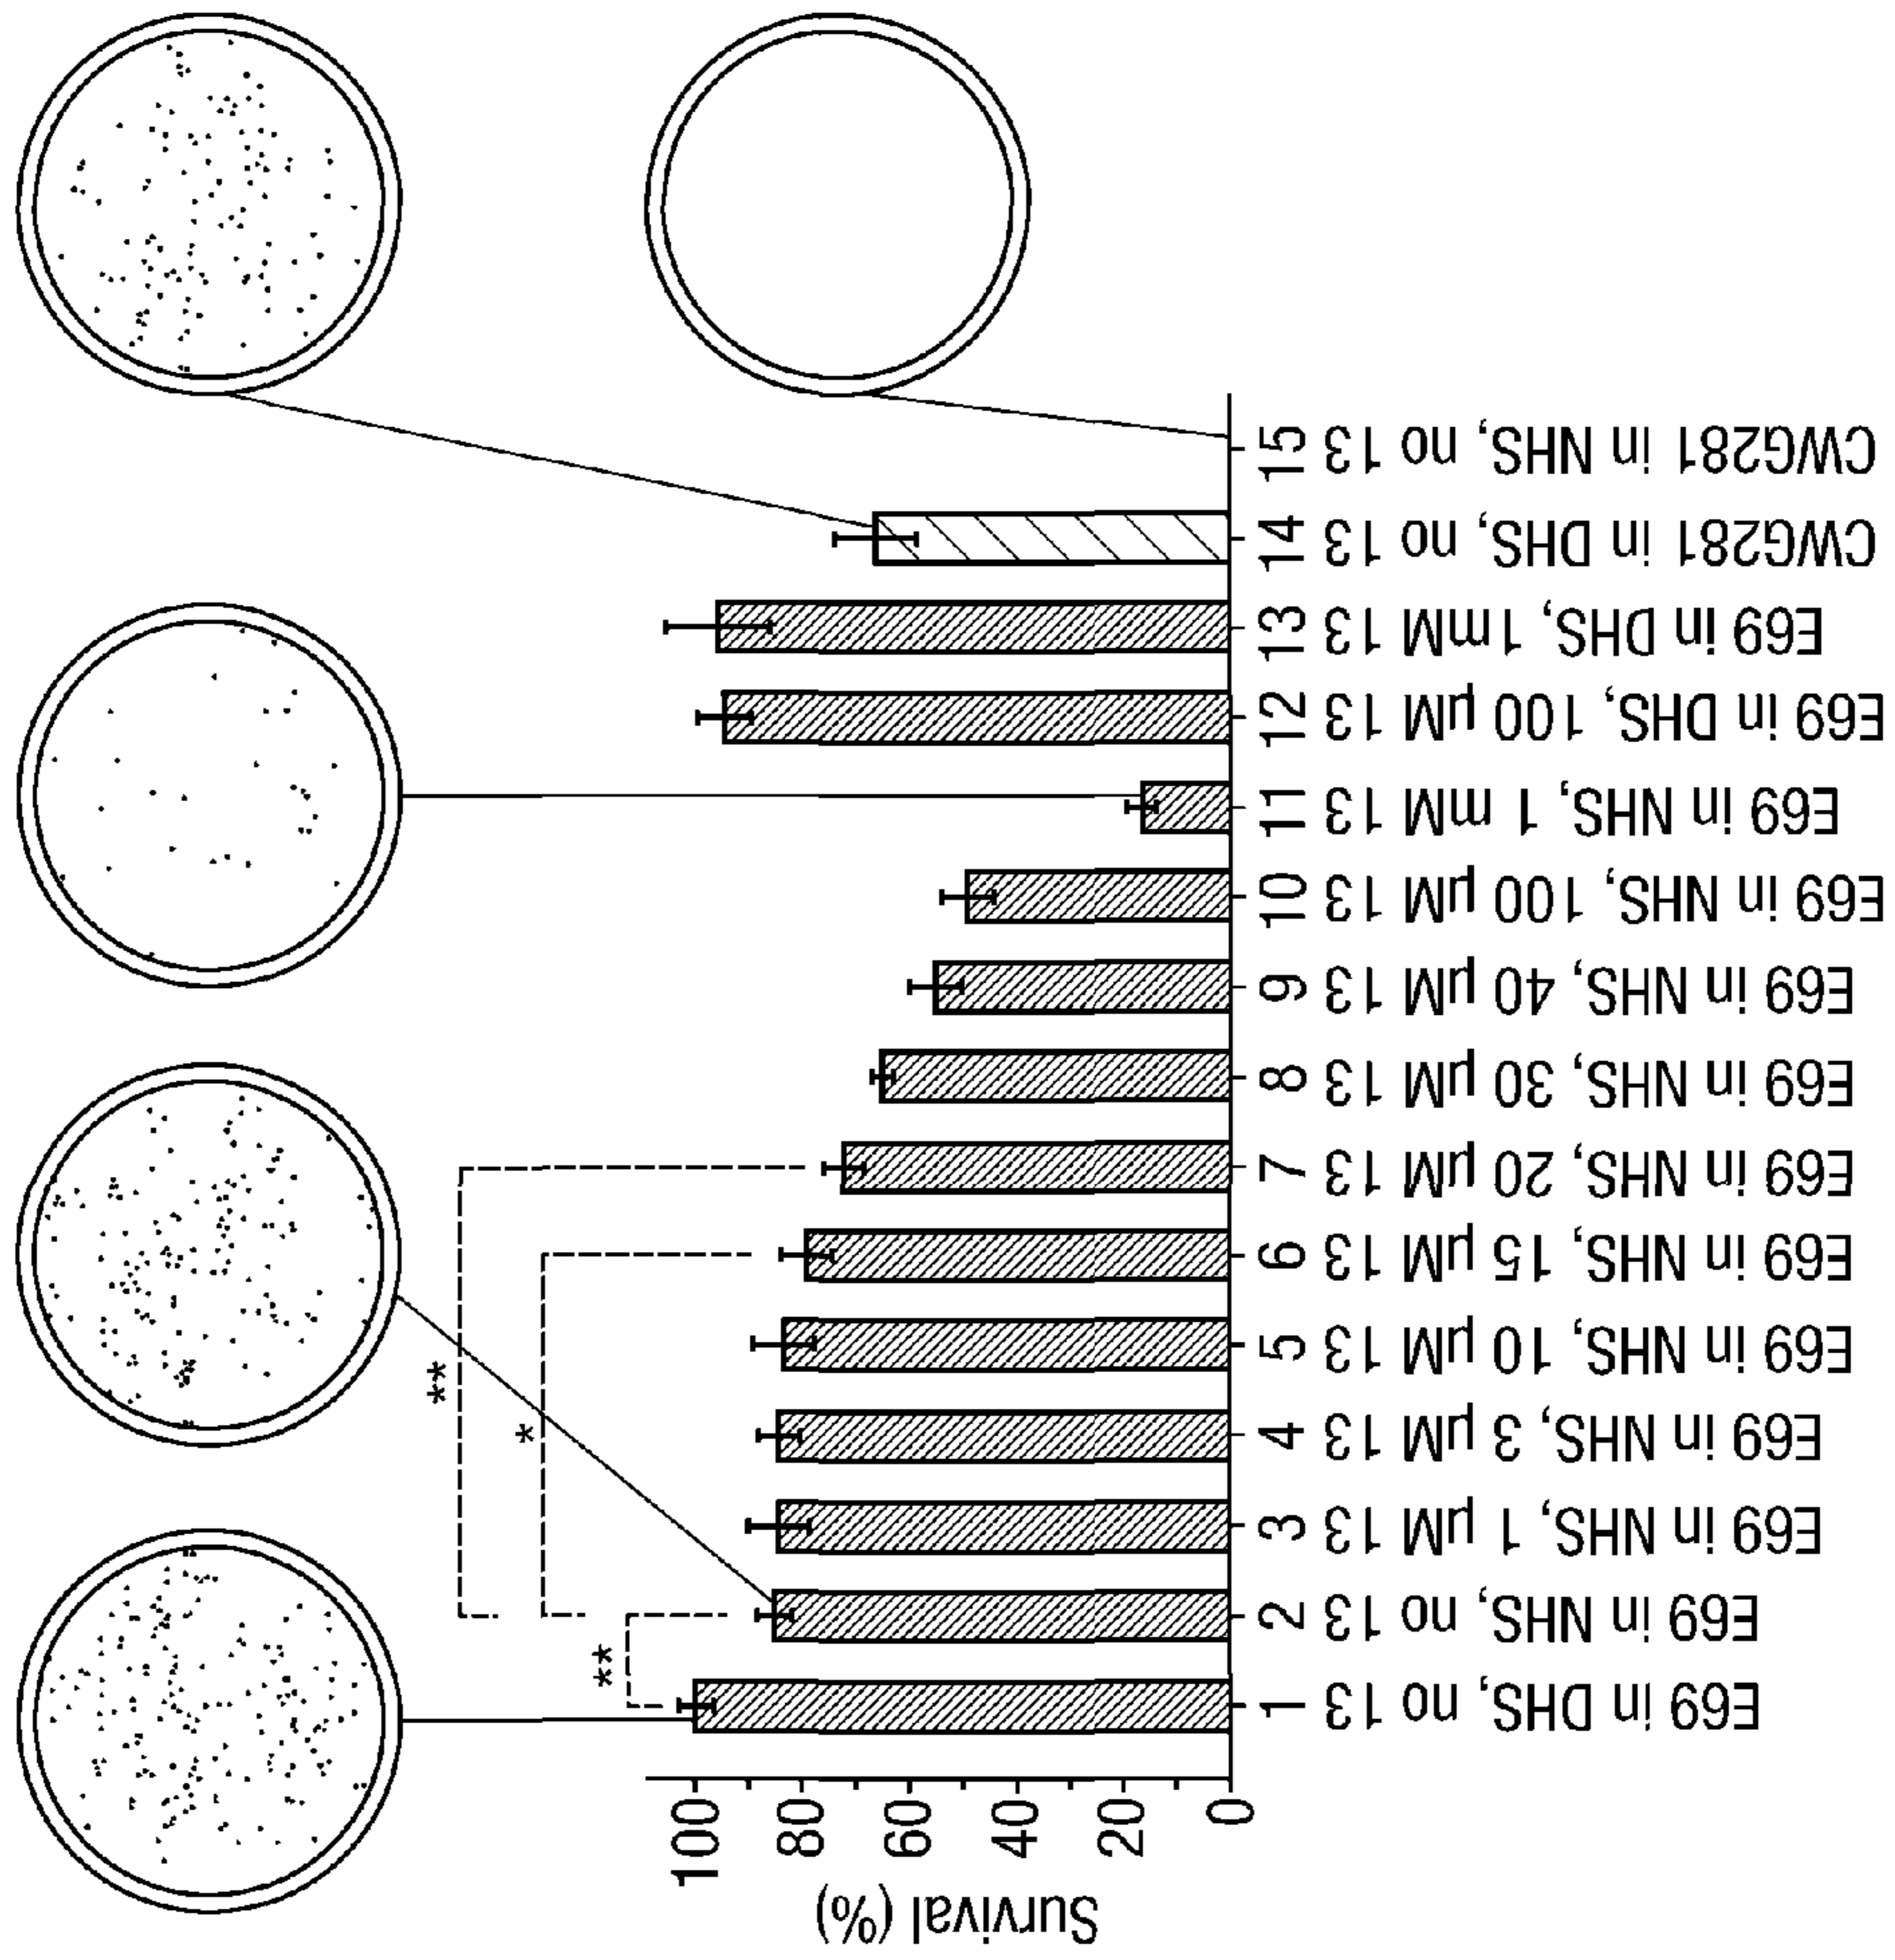 Survival (%)
100
80
60
40
20
0
**
*
**
1 E69 in DHS, no 13
2 E69 in NHS, no 13
3 E69 in NHS, 1 µM 13
4 E69 in NHS, 3 µM 13
5 E69 in NHS, 10 µM 13
6 E69 in NHS, 15 µM 13
7 E69 in NHS, 20 µM 13
8 E69 in NHS, 30 µM 13
9 E69 in NHS, 40 µM 13
10 E69 in NHS, 100 µM 13
11 E69 in NHS, 1 mM 13
12 E69 in DHS, 100 µM 13
13 E69 in DHS, 1mM 13
14 CWG281 in DHS, no 13
15 CWG281 in NHS, no 13